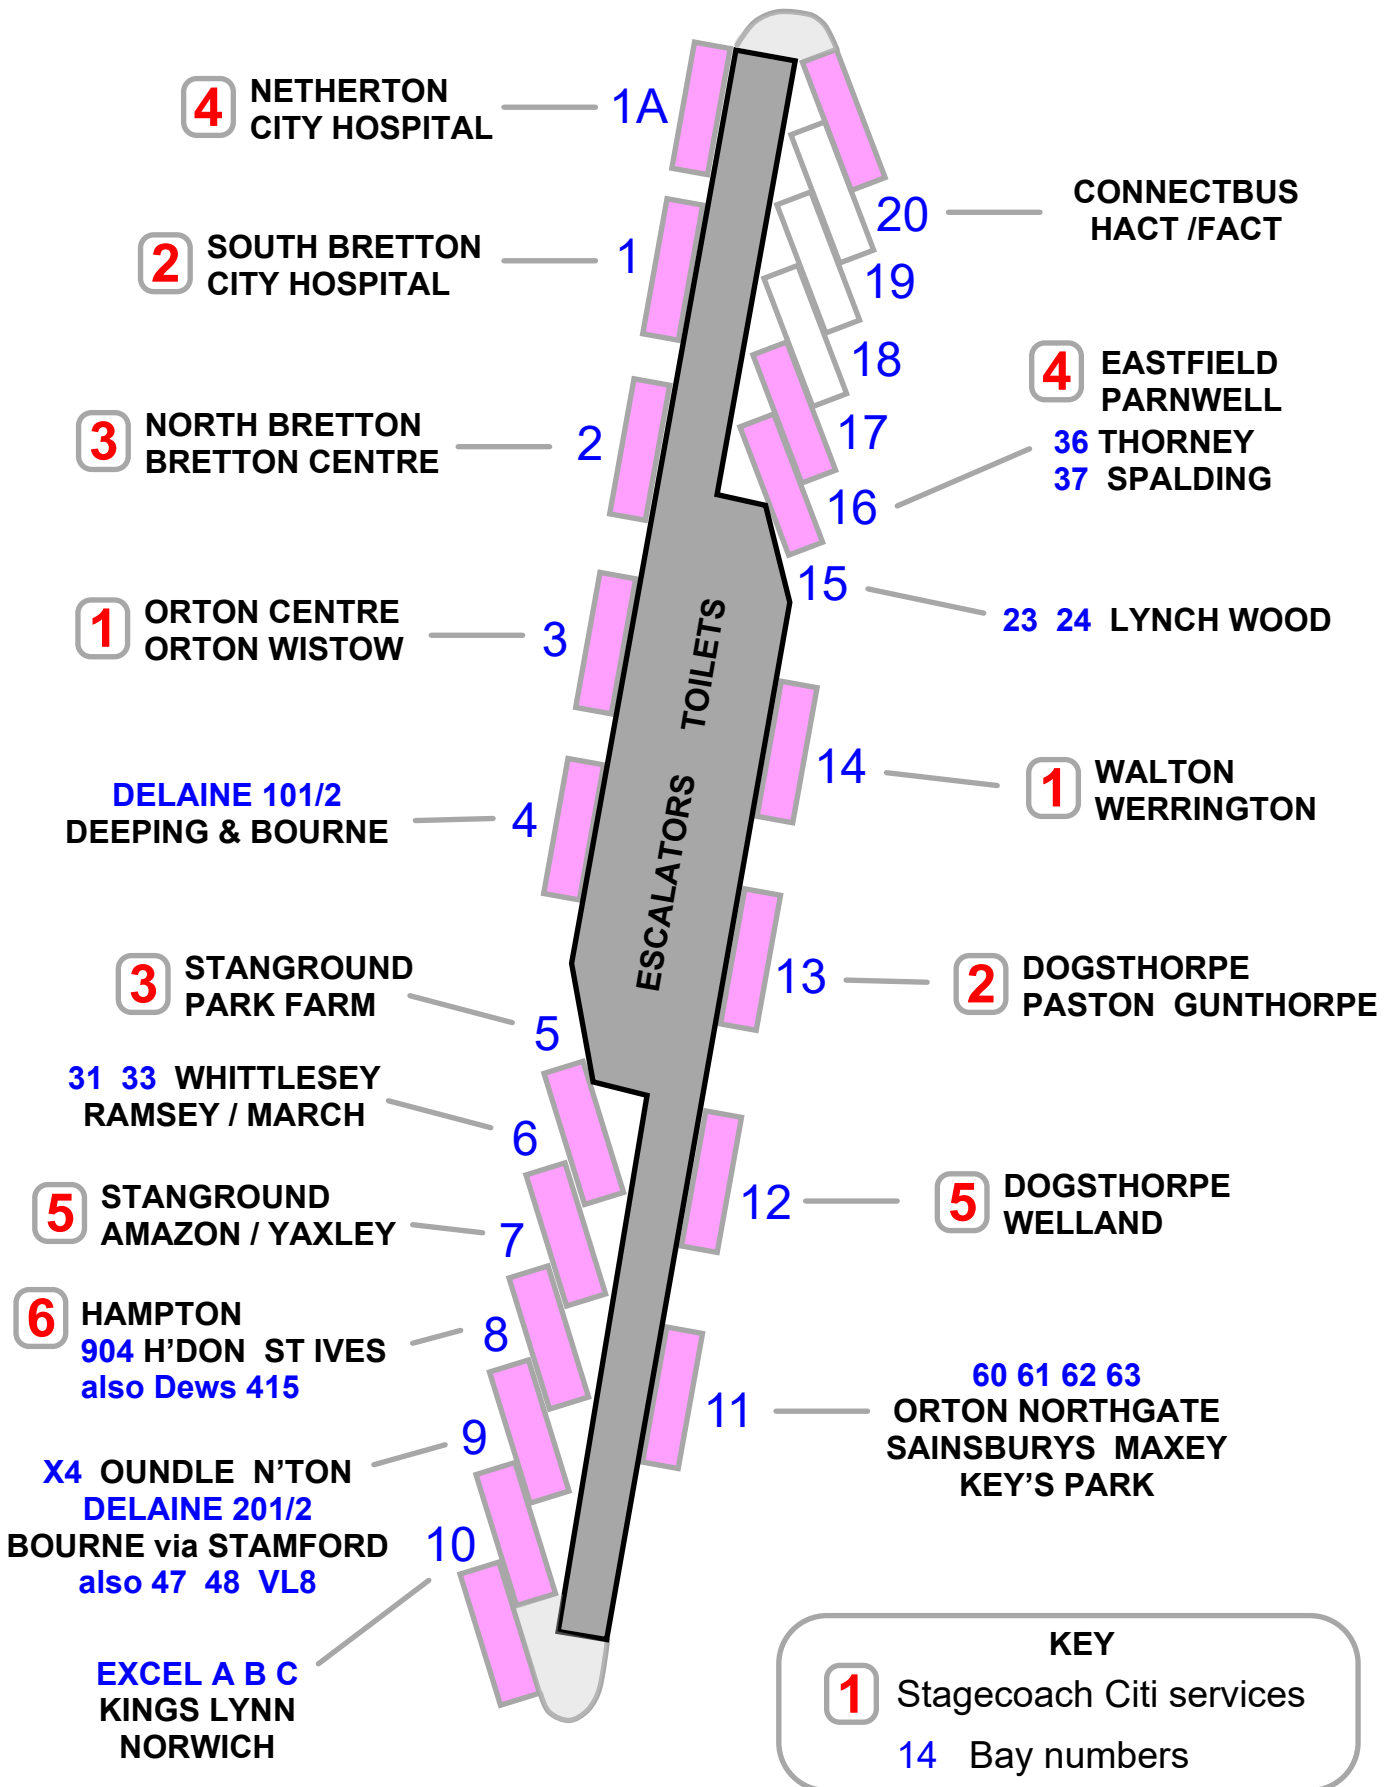 4 NETHERTON
CITY HOSPITAL
1A
2 SOUTH BRETTON
CITY HOSPITAL
1
3 NORTH BRETTON
BRETTON CENTRE
2
1 ORTON CENTRE
ORTON WISTOW
3
DELAINE 101/2
DEEPING & BOURNE
4
3 STANGROUND
PARK FARM
5
31 33 WHITTLESEY
RAMSEY / MARCH
6
5 STANGROUND
AMAZON / YAXLEY
7
6 HAMPTON
904 H'DON ST IVES
also Dews 415
8
X4 OUNDLE N'TON
DELAINE 201/2
BOURNE via STAMFORD
also 47 48 VL8
9
EXCEL A B C
KINGS LYNN
NORWICH
10
ESCALATORS TOILETS
20
CONNECTBUS
HACT /FACT
19
18
17
16
4 EASTFIELD
PARNWELL
36 THORNEY
37 SPALDING
15
23 24 LYNCH WOOD
14
1 WALTON
WERRINGTON
13
2 DOGSTHORPE
PASTON GUNTHORPE
12
5 DOGSTHORPE
WELLAND
11
60 61 62 63
ORTON NORTHGATE
SAINSBURYS MAXEY
KEY'S PARK
KEY
1 Stagecoach Citi services
14 Bay numbers